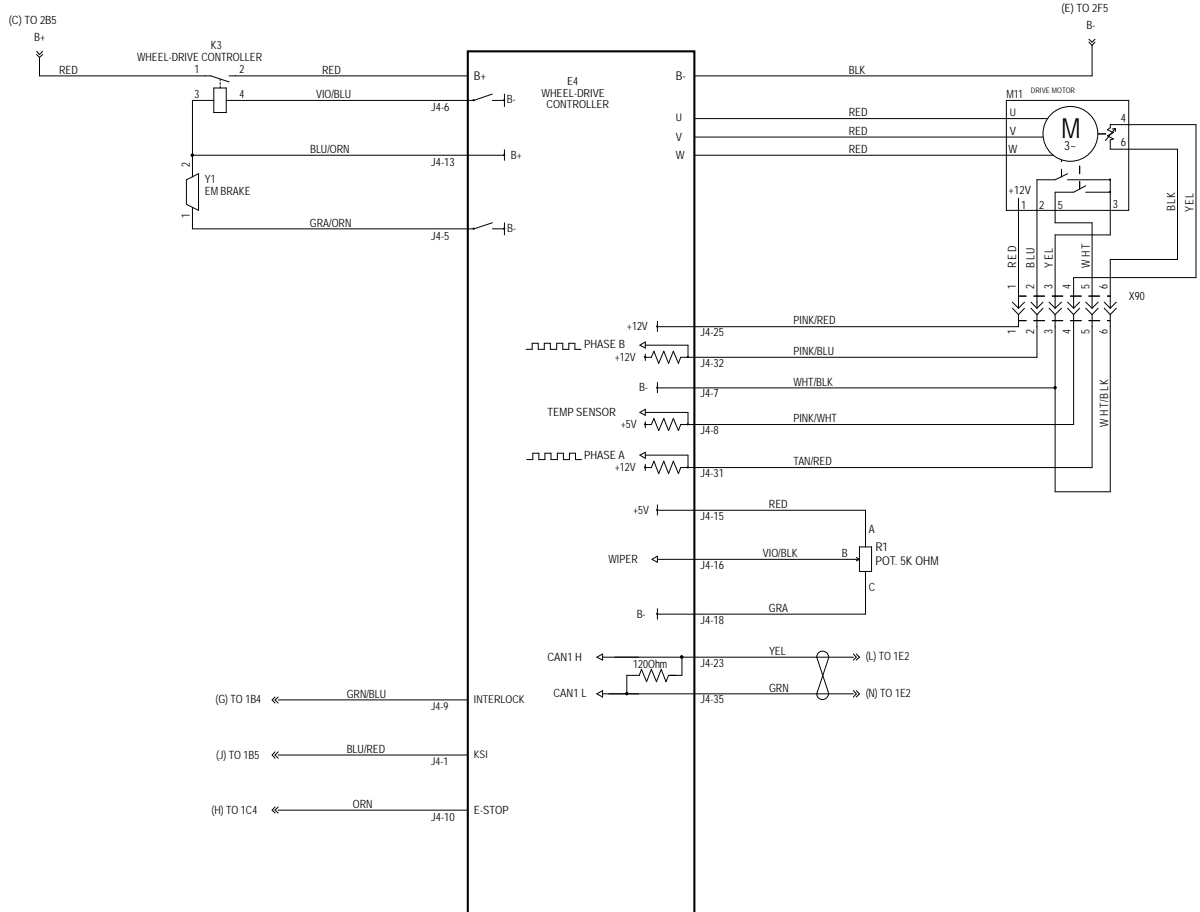 (C) TO 2B5
B+
(E) TO 2F5
B-
K3
WHEEL-DRIVE CONTROLLER
RED
1
2
RED
B+
E4
WHEEL-DRIVE
CONTROLLER
B-
BLK
3
4
VIO/BLU
J4-6
B-
M11
DRIVE MOTOR
U
RED
U
V
RED
V
W
RED
W
M
3~
4
6
BLU/ORN
J4-13
B+
2
Y1
EM BRAKE
1
GRA/ORN
J4-5
B-
+12V
1
2
5
3
BLK
YEL
RED
BLU
YEL
WHT
1
2
3
4
5
6
X90
1
2
3
4
5
6
+12V
J4-25
PINK/RED
PHASE B
+12V
J4-32
PINK/BLU
B-
J4-7
WHT/BLK
WHT/BLK
TEMP SENSOR
+5V
J4-8
PINK/WHT
PHASE A
+12V
J4-31
TAN/RED
+5V
J4-15
RED
A
WIPER
J4-16
VIO/BLK
B
R1
POT. 5K OHM
C
B-
J4-18
GRA
CAN1 H
120Ohm
J4-23
YEL
(L) TO 1E2
CAN1 L
J4-35
GRN
(N) TO 1E2
(G) TO 1B4
GRN/BLU
J4-9
INTERLOCK
(J) TO 1B5
BLU/RED
J4-1
KSI
(H) TO 1C4
ORN
J4-10
E-STOP